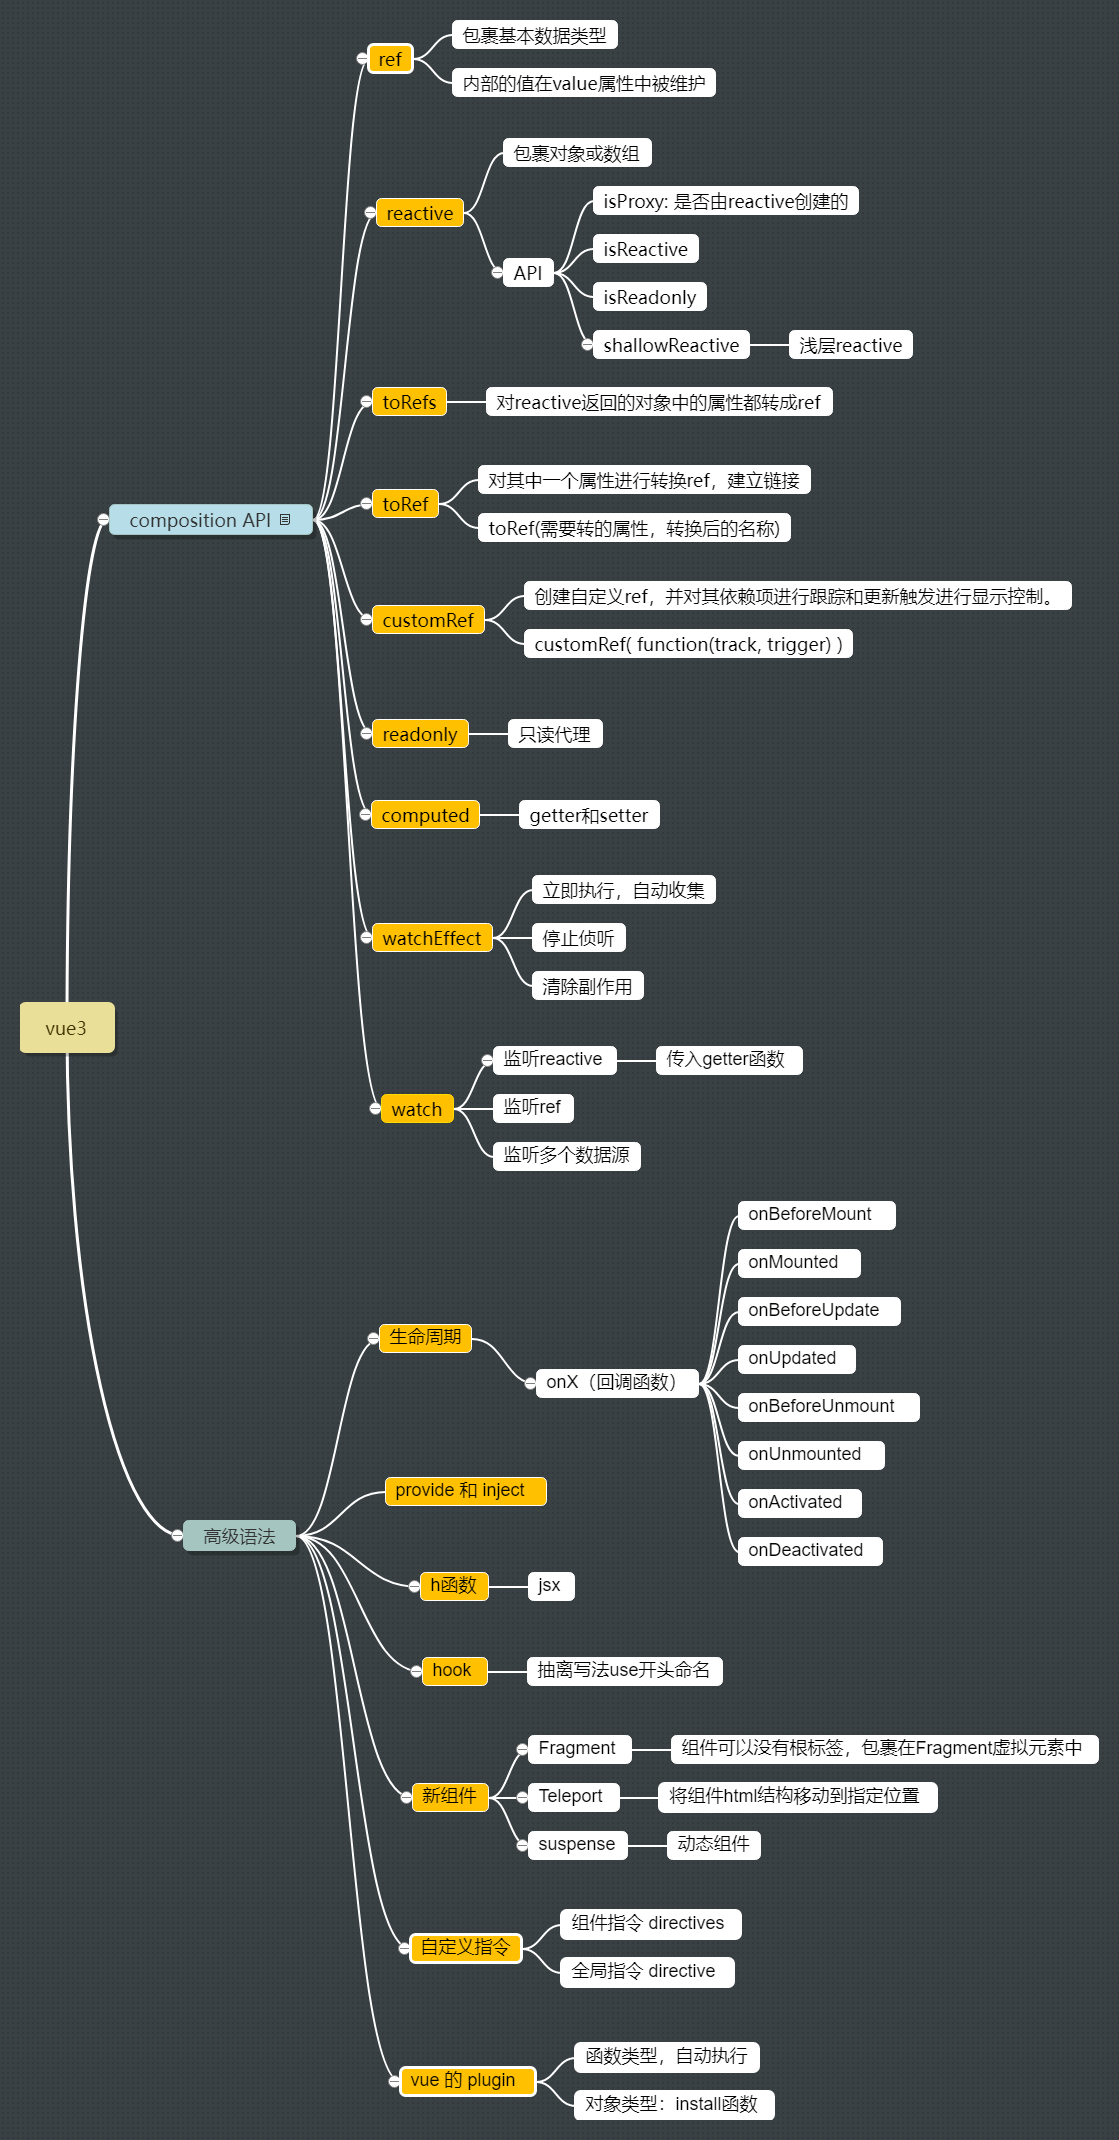 vue3
composition API
ref
包裹基本数据类型
内部的值在value属性中被维护
reactive
包裹对象或数组
API
isProxy: 是否由reactive创建的
isReactive
isReadonly
shallowReactive
浅层reactive
toRefs
对reactive返回的对象中的属性都转成ref
toRef
对其中一个属性进行转换ref，建立链接
toRef(需要转的属性，转换后的名称)
customRef
创建自定义ref，并对其依赖项进行跟踪和更新触发进行显示控制。
customRef( function(track, trigger) )
readonly
只读代理
computed
getter和setter
watchEffect
立即执行，自动收集
停止侦听
清除副作用
watch
监听reactive
传入getter函数
监听ref
监听多个数据源
高级语法
生命周期
onX（回调函数）
onBeforeMount
onMounted
onBeforeUpdate
onUpdated
onBeforeUnmount
onUnmounted
onActivated
onDeactivated
provide 和 inject
h函数
jsx
hook
抽离写法use开头命名
新组件
Fragment
组件可以没有根标签，包裹在Fragment虚拟元素中
Teleport
将组件html结构移动到指定位置
suspense
动态组件
自定义指令
组件指令 directives
全局指令 directive
vue 的 plugin
函数类型，自动执行
对象类型：install函数